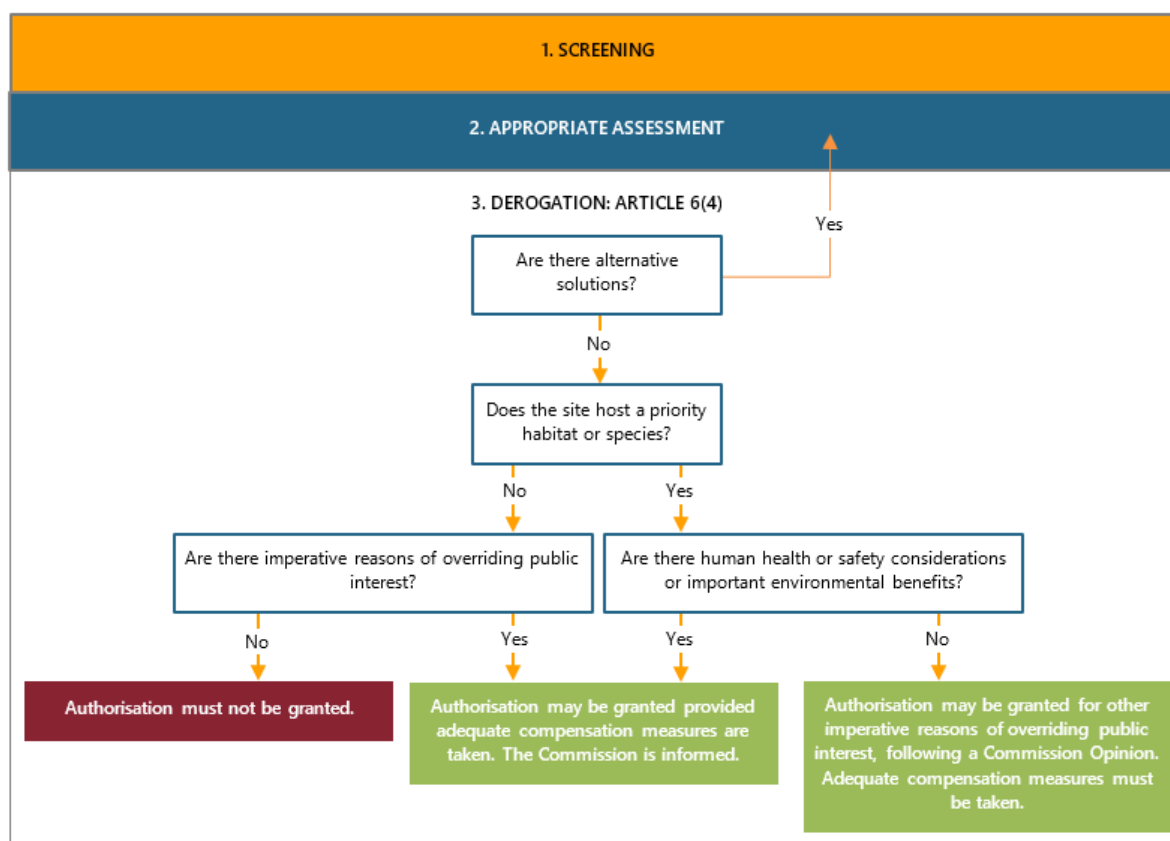 1. SCREENING
2. APPROPRIATE ASSESSMENT
3. DEROGATION: ARTICLE 6(4)
Yes
Are there alternative
solutions?
No
Does the site host a priority
habitat or species?
No
Yes
Are there imperative reasons of overriding public
interest?
Are there human health or safety considerations
or important environmental benefits?
No
Yes
Yes
No
Authorisation must not be granted.
Authorisation may be granted provided
adequate compensation measures are
taken. The Commission is informed.
Authorisation may be granted for other
imperative reasons of overriding public
interest, following a Commission Opinion.
Adequate compensation measures must
be taken.